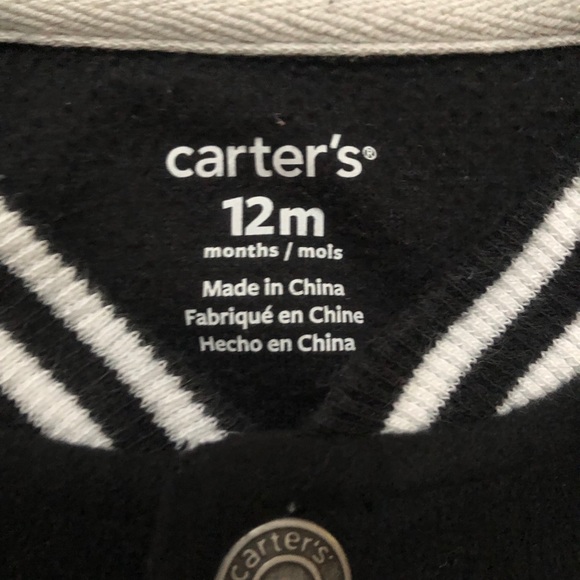 carter's®
12m
months / mois
Made in China
Fabriqué en Chine
Hecho en China
carter's